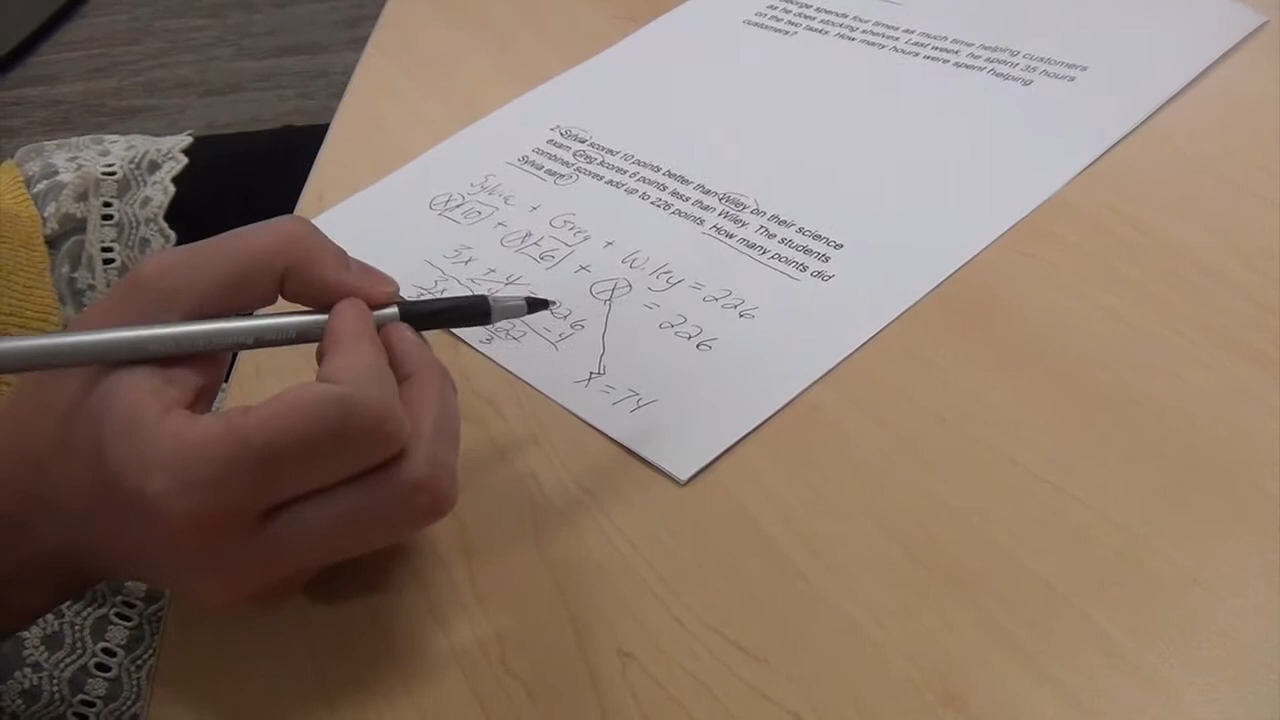 George spends four times as much time helping customers
as he does stocking shelves. Last week, he spent 35 hours
on the two tasks. How many hours were spent helping
customers?
2. Sylvia scored 10 points better than Wiley on their science
exam. Greg scores 6 points less than Wiley. The students
combined scores add up to 226 points. How many points did
Sylvia earn?
Sylvia + Greg + Wiley = 226
(x+10) + (x-6) + x = 226
3x + 4 226
3x -4
222
3
x = 74